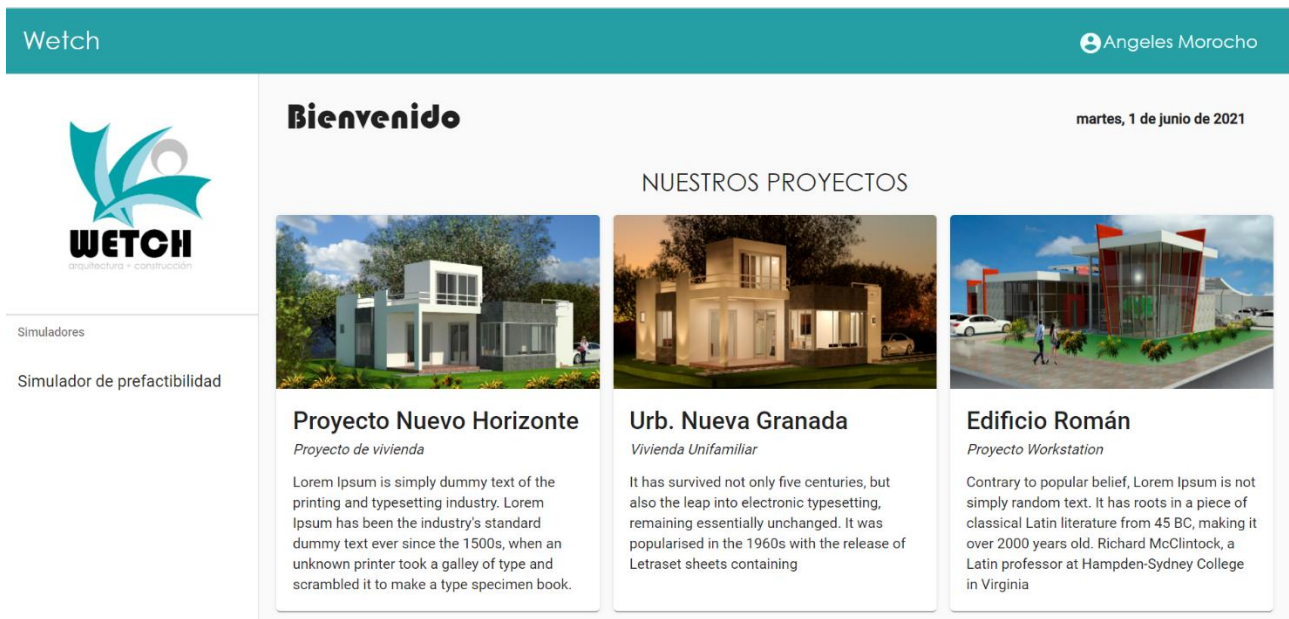 Wetch
Angeles Morocho
WETCH
arquitectura + construcción
Simuladores
Simulador de prefactibilidad
Bienvenido
martes, 1 de junio de 2021
NUESTROS PROYECTOS
Proyecto Nuevo Horizonte
Proyecto de vivienda
Lorem Ipsum is simply dummy text of the
printing and typesetting industry. Lorem
Ipsum has been the industry's standard
dummy text ever since the 1500s, when an
unknown printer took a galley of type and
scrambled it to make a type specimen book.
Urb. Nueva Granada
Vivienda Unifamiliar
It has survived not only five centuries, but
also the leap into electronic typesetting,
remaining essentially unchanged. It was
popularised in the 1960s with the release of
Letraset sheets containing
Edificio Román
Proyecto Workstation
Contrary to popular belief, Lorem Ipsum is not
simply random text. It has roots in a piece of
classical Latin literature from 45 BC, making it
over 2000 years old. Richard McClintock, a
Latin professor at Hampden-Sydney College
in Virginia